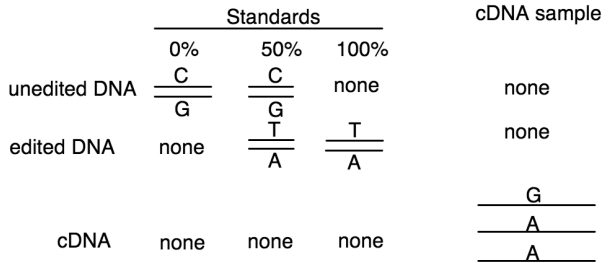 Standards
cDNA sample
0% 50% 100%
unedited DNA
C C
G G
none
none
edited DNA
none
T T
A A
none
cDNA
none none none
G
A
A